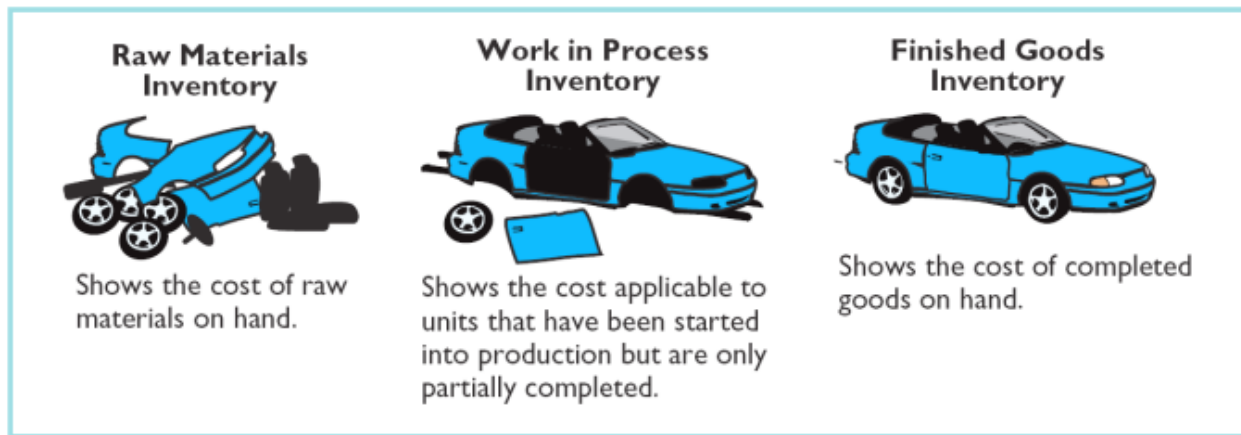 Raw Materials
Inventory
Shows the cost of raw
materials on hand.
Work in Process
Inventory
Shows the cost applicable to
units that have been started
into production but are only
partially completed.
Finished Goods
Inventory
Shows the cost of completed
goods on hand.